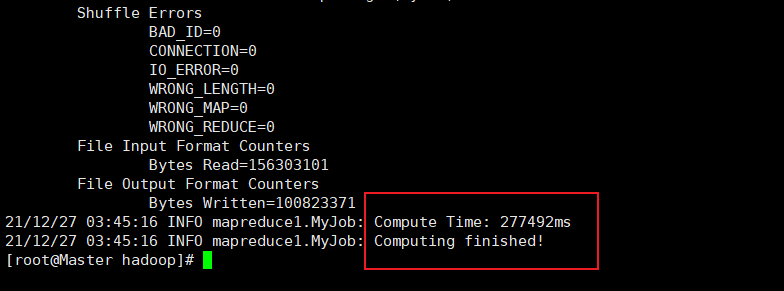 Shuffle Errors
BAD_ID=0
CONNECTION=0
IO_ERROR=0
WRONG_LENGTH=0
WRONG_MAP=0
WRONG_REDUCE=0
File Input Format Counters
Bytes Read=156303101
File Output Format Counters
Bytes Written=100823371
21/12/27 03:45:16 INFO mapreduce1.MyJob: Compute Time: 277492ms
21/12/27 03:45:16 INFO mapreduce1.MyJob: Computing finished!
[root@Master hadoop]#